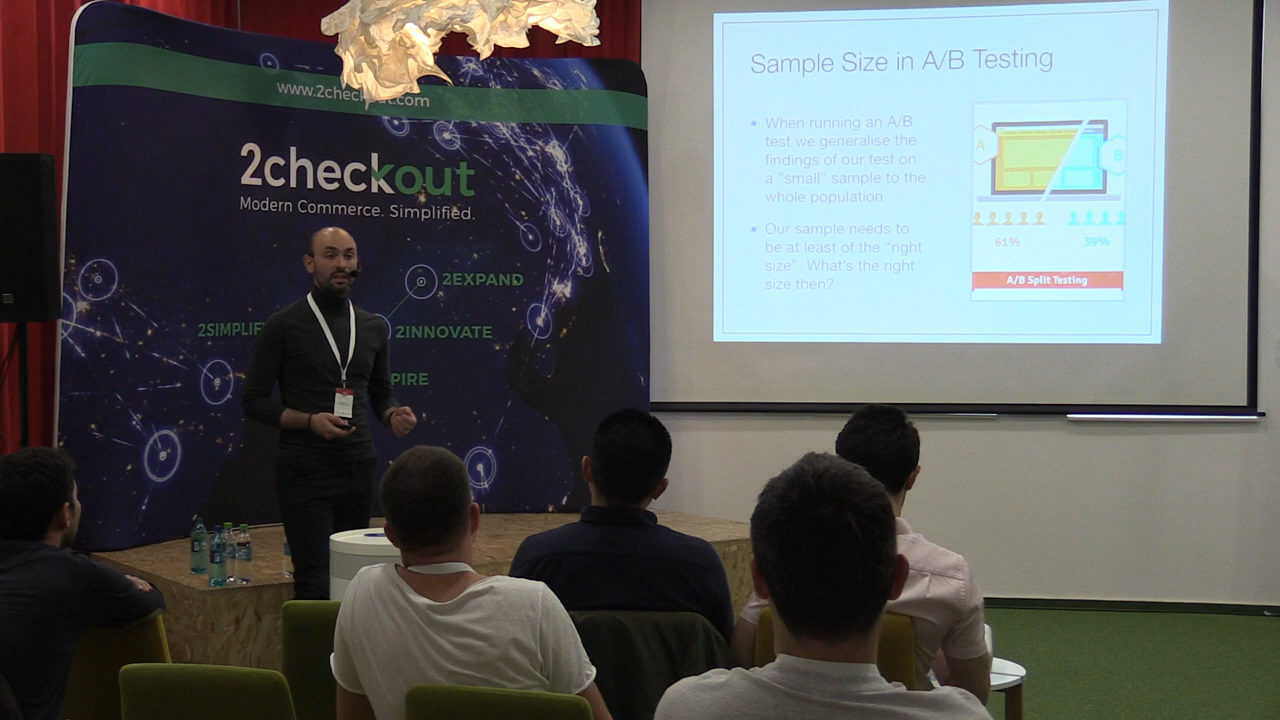 www.2check
.com
2checkout
Modern Commerce. Simplified.
2EXPAND
2SIMPLIF
2INNOVATE
PIRE
Sample Size in A/B Testing
• When running an A/B
test we generalise the
findings of our test on
a "small" sample to the
whole population
• Our sample needs to
be at least of the "right
size". What's the right
size then?
A
B
61%
39%
A/B Split Testing